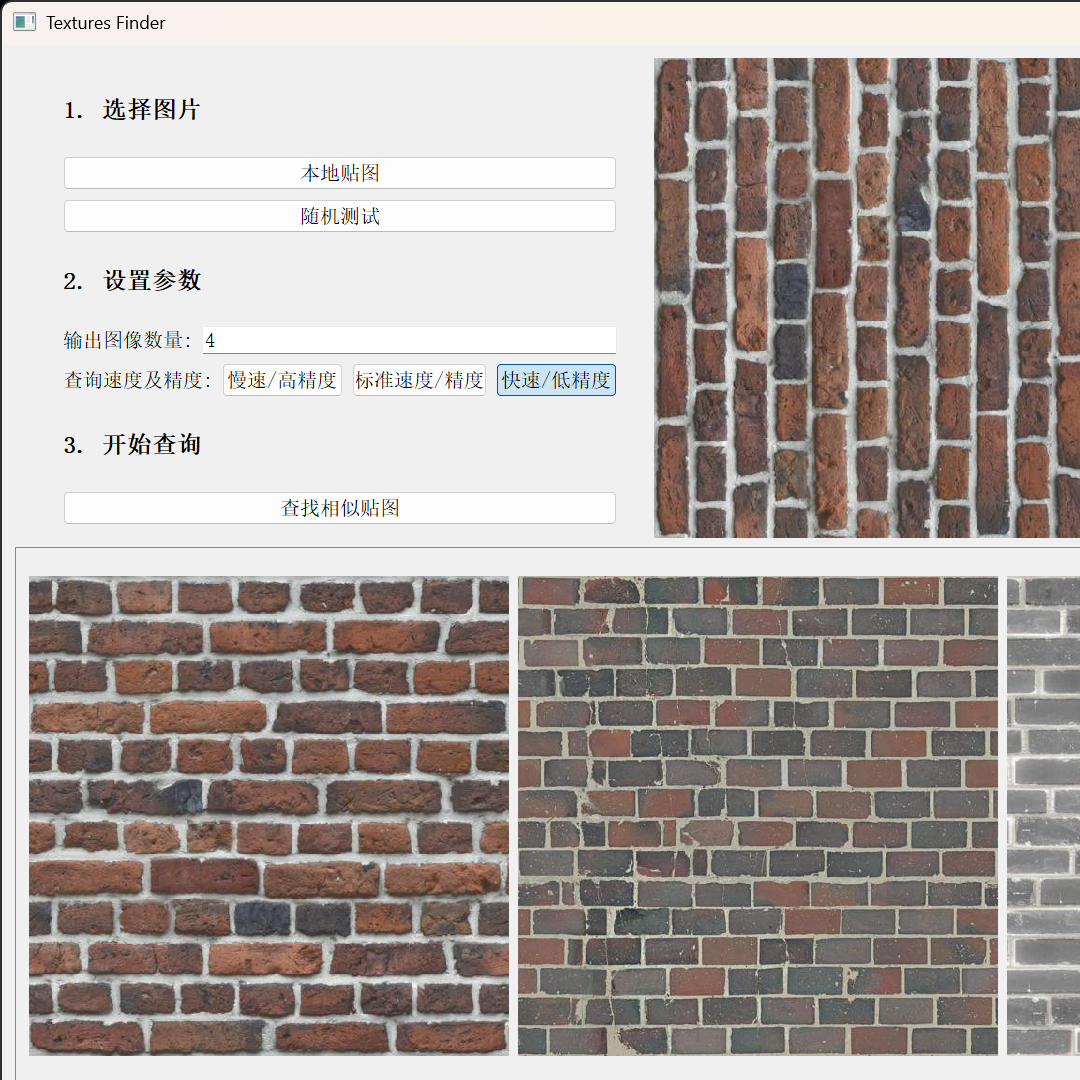 Textures Finder
1. 选择图片
本地贴图
随机测试
2. 设置参数
输出图像数量: 4
查询速度及精度: 慢速/高精度 标准速度/精度 快速/低精度
3. 开始查询
查找相似贴图